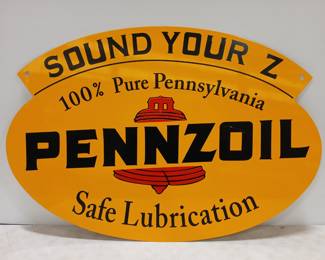 SOUND YOUR Z
100% Pure Pennsylvania
PENNZOIL
Safe Lubrication